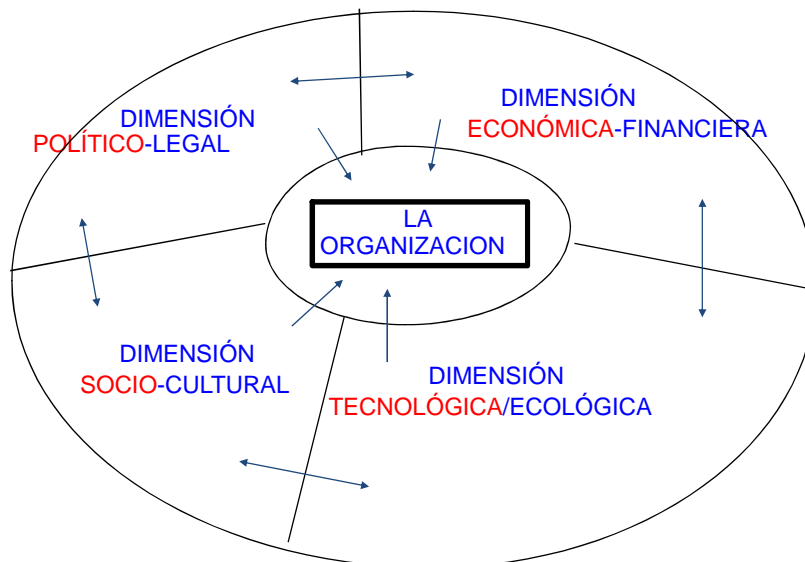 DIMENSIÓN
POLÍTICO-LEGAL
DIMENSIÓN
ECONÓMICA-FINANCIERA
LA
ORGANIZACION
DIMENSIÓN
SOCIO-CULTURAL
DIMENSIÓN
TECNOLÓGICA/ECOLÓGICA